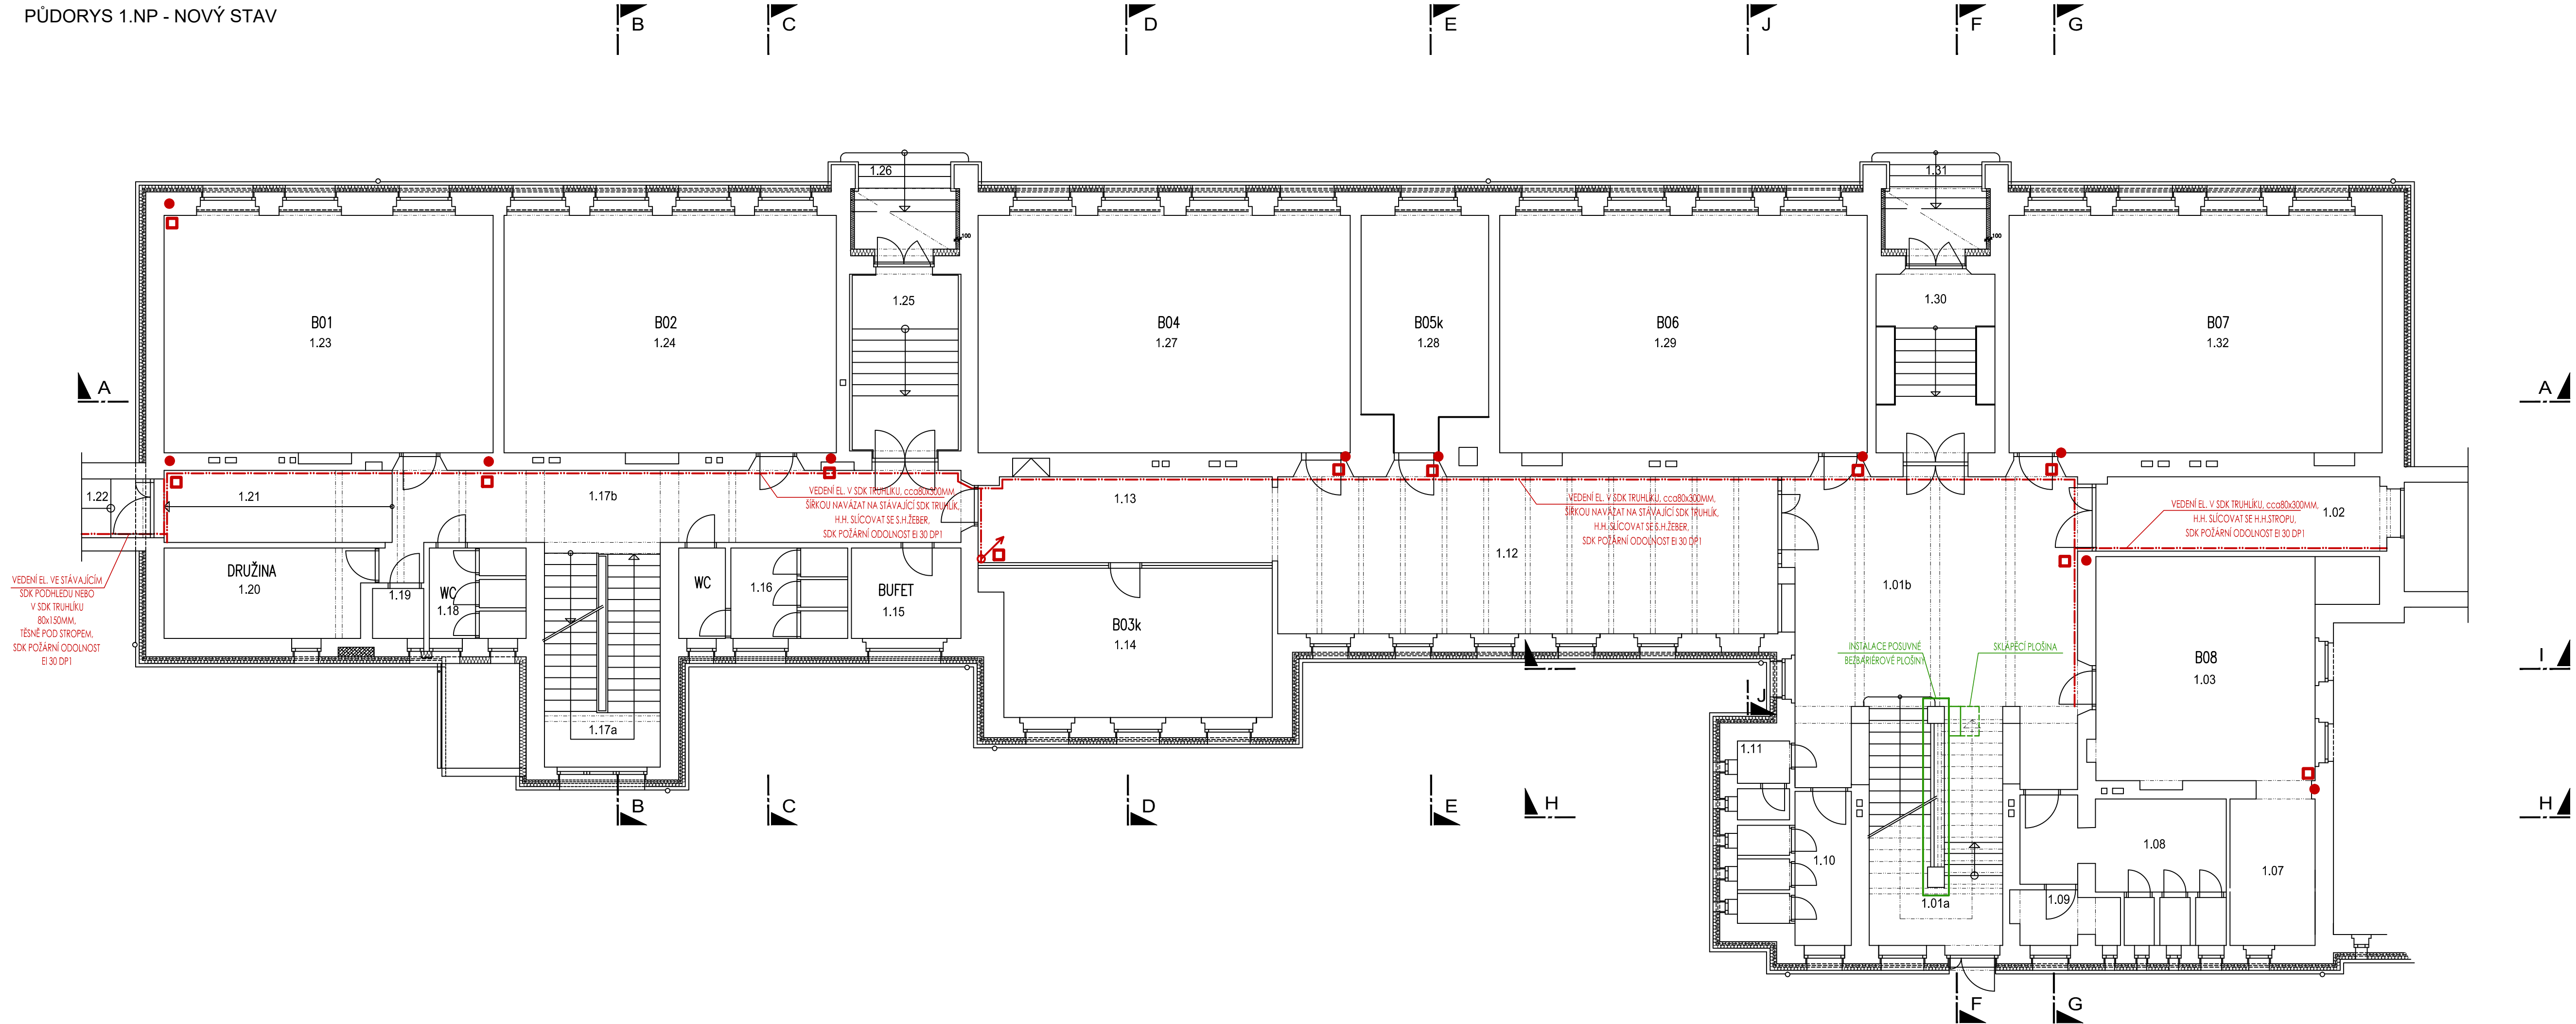 PŮDORYS 1.NP - NOVÝ STAV
B
C
D
E
J
F
G
1.26
1.31
100
100
1.25
1.30
B01
1.23
B02
1.24
B04
1.27
B05k
1.28
B06
1.29
B07
1.32
A
A
1.22
1.21
1.17b
VEDENÍ EL. V SDK TRUHLÍKU, cca80x300MM,
ŠÍŘKOU NAVÁZAT NA STÁVAJÍCÍ SDK TRUHLÍK,
H.H. SLÍCOVAT SE S.H.ŽEBER,
SDK POŽÁRNÍ ODOLNOST EI 30 DP1
1.13
VEDENÍ EL. V SDK TRUHLÍKU, cca80x300MM,
ŠÍŘKOU NAVÁZAT NA STÁVAJÍCÍ SDK TRUHLÍK,
H.H. SLÍCOVAT SE S.H.ŽEBER,
SDK POŽÁRNÍ ODOLNOST EI 30 DP1
1.12
VEDENÍ EL. V SDK TRUHLÍKU, cca80x300MM,
H.H. SLÍCOVAT SE H.H.STROPU,
SDK POŽÁRNÍ ODOLNOST EI 30 DP1
1.02
VEDENÍ EL. VE STÁVAJÍCÍM
SDK PODHLEDU NEBO
V SDK TRUHLÍKU
80x150MM,
TĚSNĚ POD STROPEM,
SDK POŽÁRNÍ ODOLNOST
EI 30 DP1
DRUŽINA
1.20
1.19
WC
1.18
WC
1.16
BUFET
1.15
B03k
1.14
1.01b
INSTALACE POSUVNÉ
BEZBARIÉROVÉ PLOŠINY
SKLÁPĚCÍ PLOŠINA
B08
1.03
I
J
1.17a
1.11
B
C
D
E
H
H
1.10
1.08
1.07
1.09
1.01a
F
G